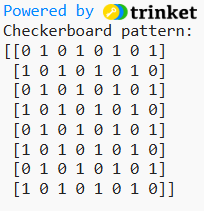 Powered by trinket
Checkerboard pattern:
[[0 1 0 1 0 1 0 1]
 [1 0 1 0 1 0 1 0]
 [0 1 0 1 0 1 0 1]
 [1 0 1 0 1 0 1 0]
 [0 1 0 1 0 1 0 1]
 [1 0 1 0 1 0 1 0]
 [0 1 0 1 0 1 0 1]
 [1 0 1 0 1 0 1 0]]